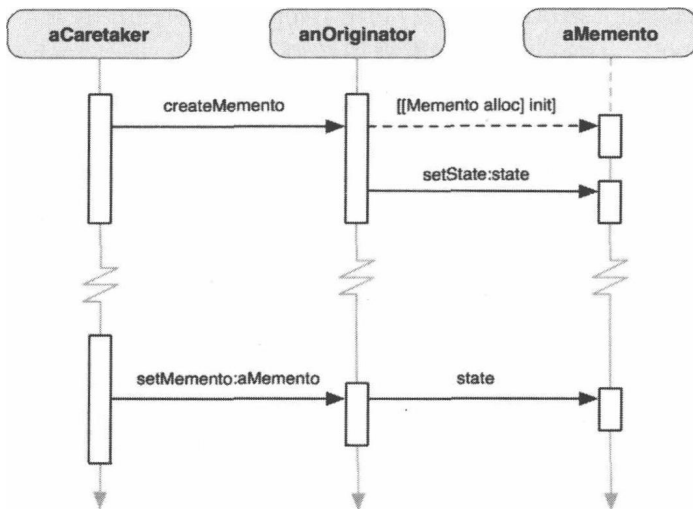 aCaretaker
anOriginator
aMemento
createMemento
[[Memento alloc] init]
setState:state
setMemento:aMemento
state